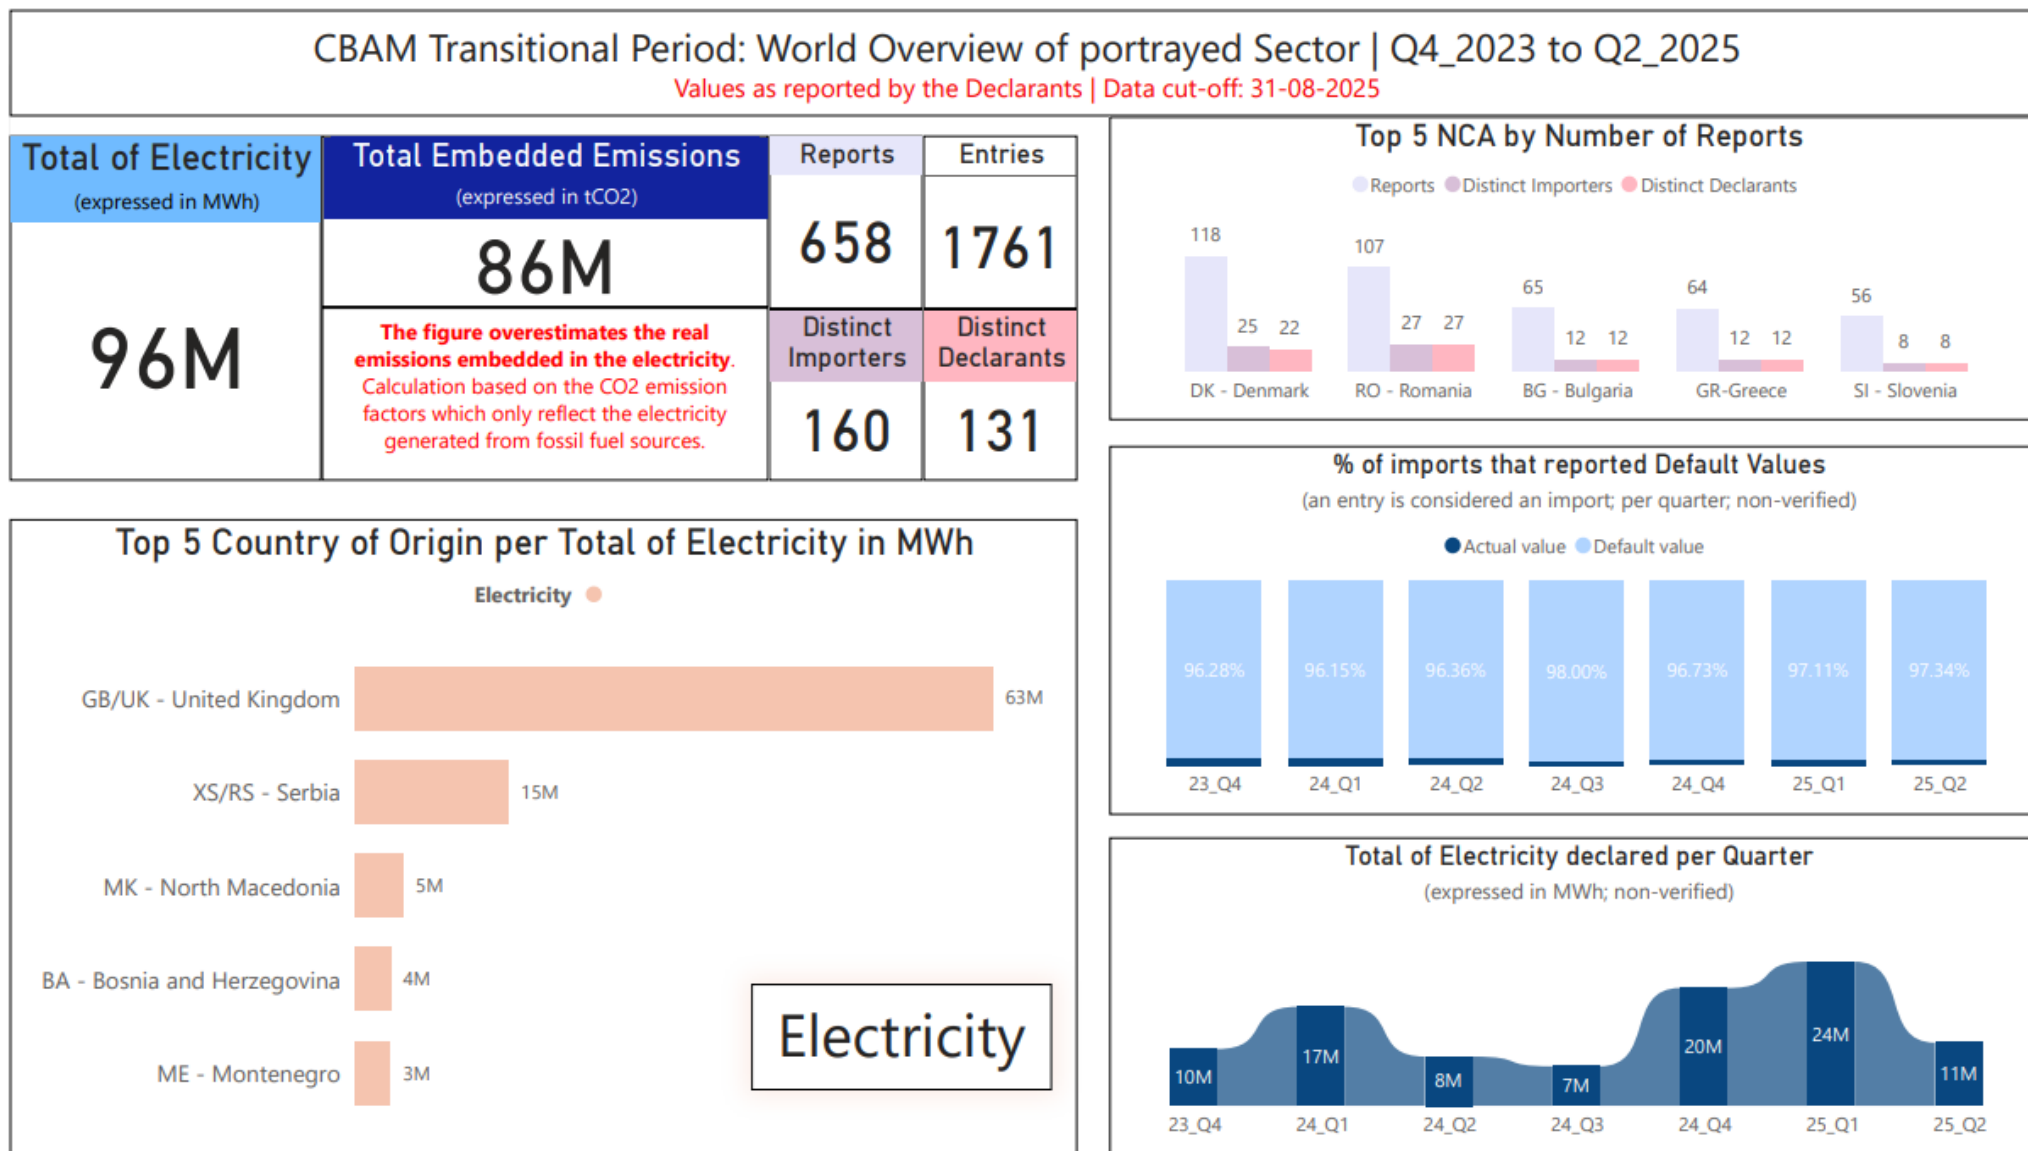 CBAM Transitional Period: World Overview of portrayed Sector | Q4_2023 to Q2_2025
Values as reported by the Declarants | Data cut-off: 31-08-2025
Total of Electricity
(expressed in MWh)
96M
Total Embedded Emissions
(expressed in tCO2)
86M
The figure overestimates the real
emissions embedded in the electricity.
Calculation based on the CO2 emission
factors which only reflect the electricity
generated from fossil fuel sources.
Reports
658
Entries
1761
Distinct
Importers
160
Distinct
Declarants
131
Top 5 Country of Origin per Total of Electricity in MWh
Electricity
GB/UK - United Kingdom 63M
XS/RS - Serbia 15M
MK - North Macedonia 5M
BA - Bosnia and Herzegovina 4M
ME - Montenegro 3M
Electricity
Top 5 NCA by Number of Reports
Reports Distinct Importers Distinct Declarants
118 25 22
107 27 27
65 12 12
64 12 12
56 8 8
DK - Denmark RO - Romania BG - Bulgaria GR-Greece SI - Slovenia
% of imports that reported Default Values
(an entry is considered an import; per quarter; non-verified)
Actual value Default value
96.28% 96.15% 96.36% 98.00% 96.73% 97.11% 97.34%
23_Q4 24_Q1 24_Q2 24_Q3 24_Q4 25_Q1 25_Q2
Total of Electricity declared per Quarter
(expressed in MWh; non-verified)
10M 17M 8M 7M 20M 24M 11M
23_Q4 24_Q1 24_Q2 24_Q3 24_Q4 25_Q1 25_Q2